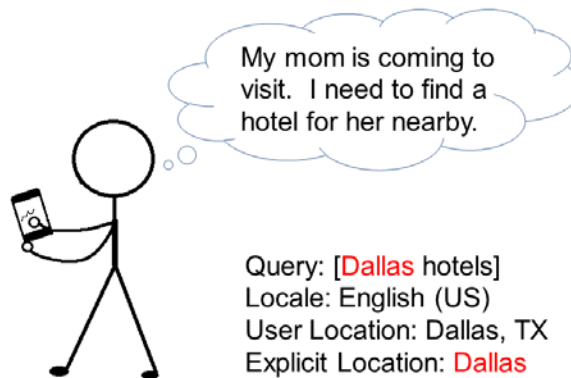 My mom is coming to
visit.  I need to find a
hotel for her nearby.
Query: [Dallas hotels]
Locale: English (US)
User Location: Dallas, TX
Explicit Location: Dallas